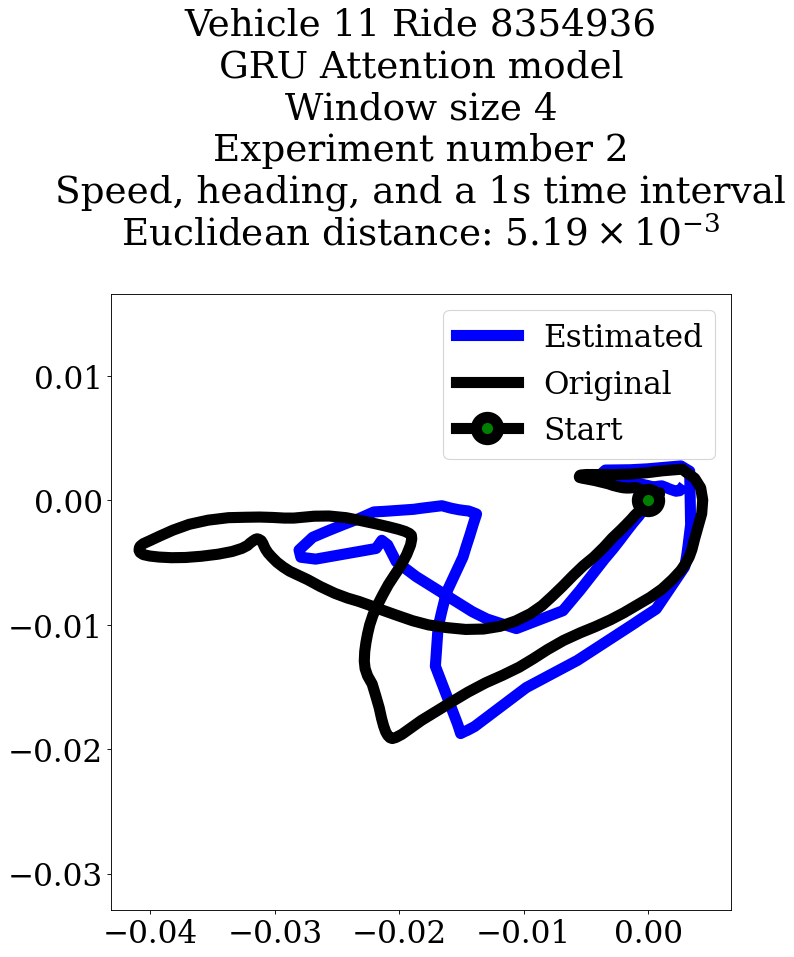 Vehicle 11 Ride 8354936
GRU Attention model
Window size 4
Experiment number 2
Speed, heading, and a 1s time interval
Euclidean distance: 5.19 × 10⁻³
Estimated
Original
Start
0.01
0.00
−0.01
−0.02
−0.03
−0.04 −0.03 −0.02 −0.01 0.00